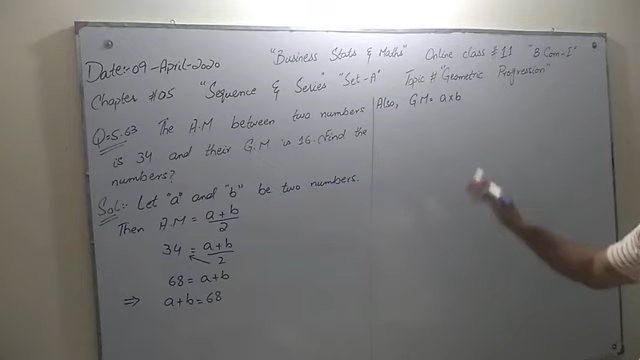 "Business Stats & Maths" Online class #11 "B.Com-I"
Date:- 09-April-2020
Chapter #05 "Sequence & Series" "Set-A" Topic # "Geometric Progression"
Q=5.63 The A.M between two numbers
is 34 and their G.M is 16. Find the
numbers?
Sol:- Let "a" and "b" be two numbers.
Then A.M = a+b/2
34 = a+b/2
68 = a+b
⇒ a+b=68
Also, G.M= a×b